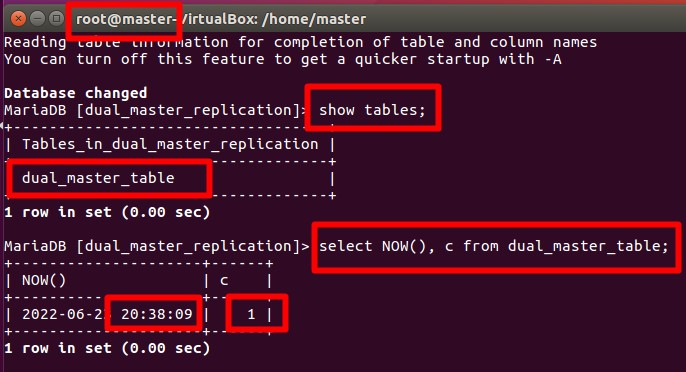 root@master-VirtualBox: /home/master
Reading table information for completion of table and column names
You can turn off this feature to get a quicker startup with -A
Database changed
MariaDB [dual_master_replication]> show tables;
+-----------------------------------+
| Tables_in_dual_master_replication |
+-----------------------------------+
dual_master_table |
+-----------------------------------+
1 row in set (0.00 sec)
MariaDB [dual_master_replication]> select NOW(), c from dual_master_table;
+---------------------+------+
| NOW() | c |
+---------------------+------+
| 2022-06-2 20:38:09 | 1 |
+---------------------+------+
1 row in set (0.00 sec)